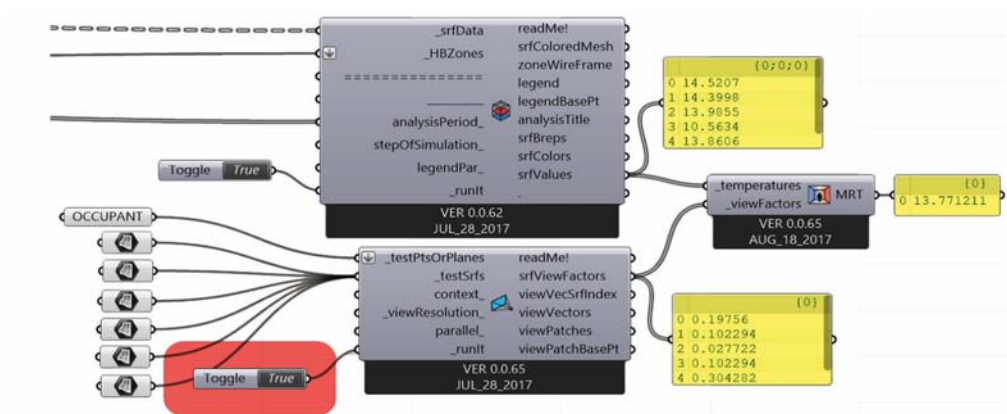 _srfData
readMe!
_HBZones
srfColoredMesh
zoneWireFrame
================
legend
________
legendBasePt
analysisPeriod_
analysisTitle
stepOfSimulation_
srfBreps
legendPar_
srfColors
srfValues
_runIt
.
VER 0.0.62
JUL_28_2017
Toggle True
{0;0;0}
0 14.5207
1 14.3998
2 13.9855
3 10.5634
4 13.8606
_temperatures
_viewFactors
MRT
VER 0.0.65
AUG_18_2017
{0}
0 13.771211
OCCUPANT
_testPtsOrPlanes
readMe!
_testSrfs
srfViewFactors
context_
viewVecSrfIndex
_viewResolution_
viewVectors
parallel_
viewPatches
_runIt
viewPatchBasePt
VER 0.0.65
JUL_28_2017
Toggle True
{0}
0 0.19756
1 0.102294
2 0.027722
3 0.102294
4 0.304282